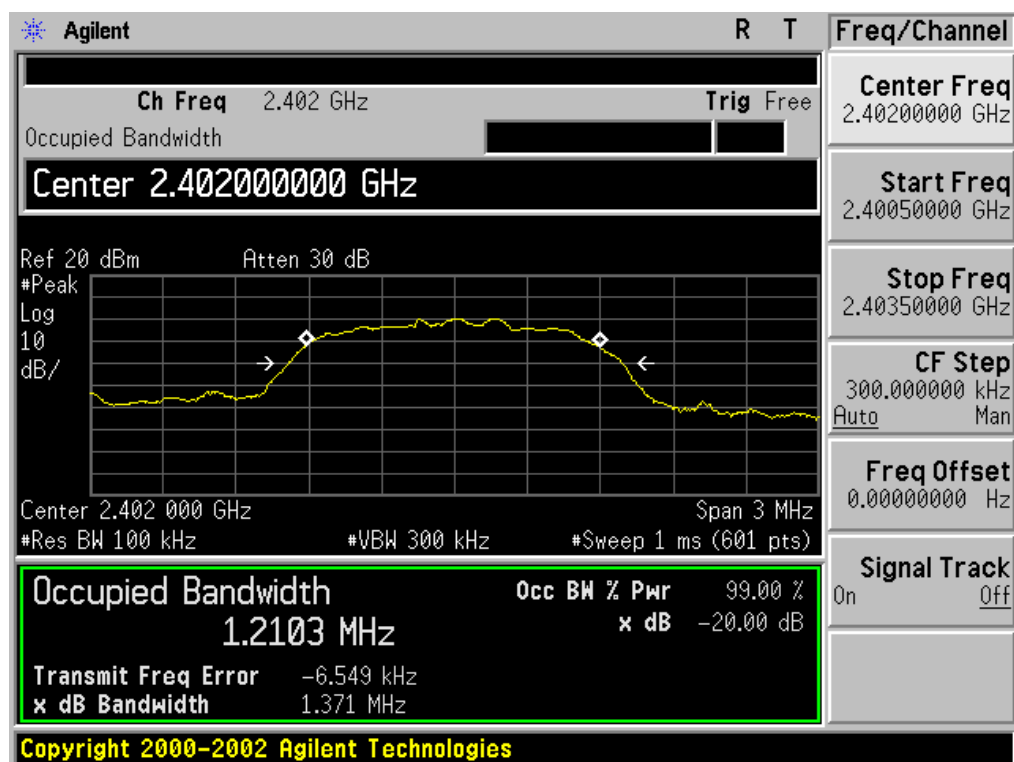 Agilent R T
Ch Freq 2.402 GHz Trig Free
Occupied Bandwidth
Center 2.402000000 GHz
Ref 20 dBm Atten 30 dB
#Peak
Log
10
dB/
Center 2.402 000 GHz Span 3 MHz
#Res BW 100 kHz #VBW 300 kHz #Sweep 1 ms (601 pts)
Occupied Bandwidth Occ BW % Pwr 99.00 %
1.2103 MHz x dB -20.00 dB
Transmit Freq Error -6.549 kHz
x dB Bandwidth 1.371 MHz
Copyright 2000-2002 Agilent Technologies
Freq/Channel
Center Freq
2.40200000 GHz
Start Freq
2.40050000 GHz
Stop Freq
2.40350000 GHz
CF Step
300.000000 kHz
Auto Man
Freq Offset
0.00000000 Hz
Signal Track
On Off